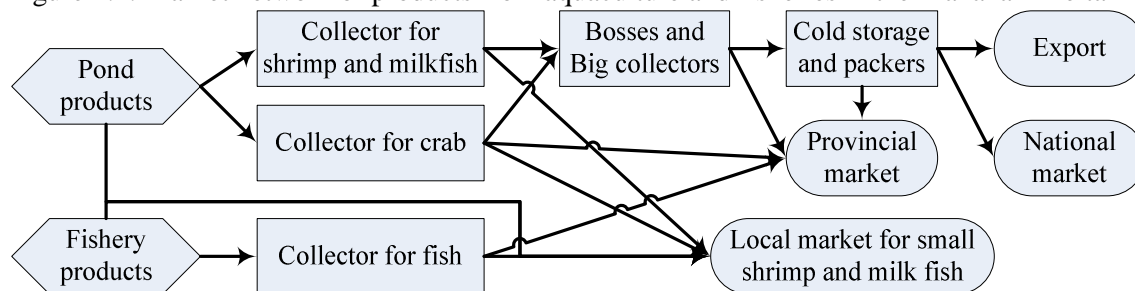 Pond
products
Collector for
shrimp and milkfish
Bosses and
Big collectors
Cold storage
and packers
Export
Collector for crab
Provincial
market
National
market
Fishery
products
Collector for fish
Local market for small
shrimp and milk fish